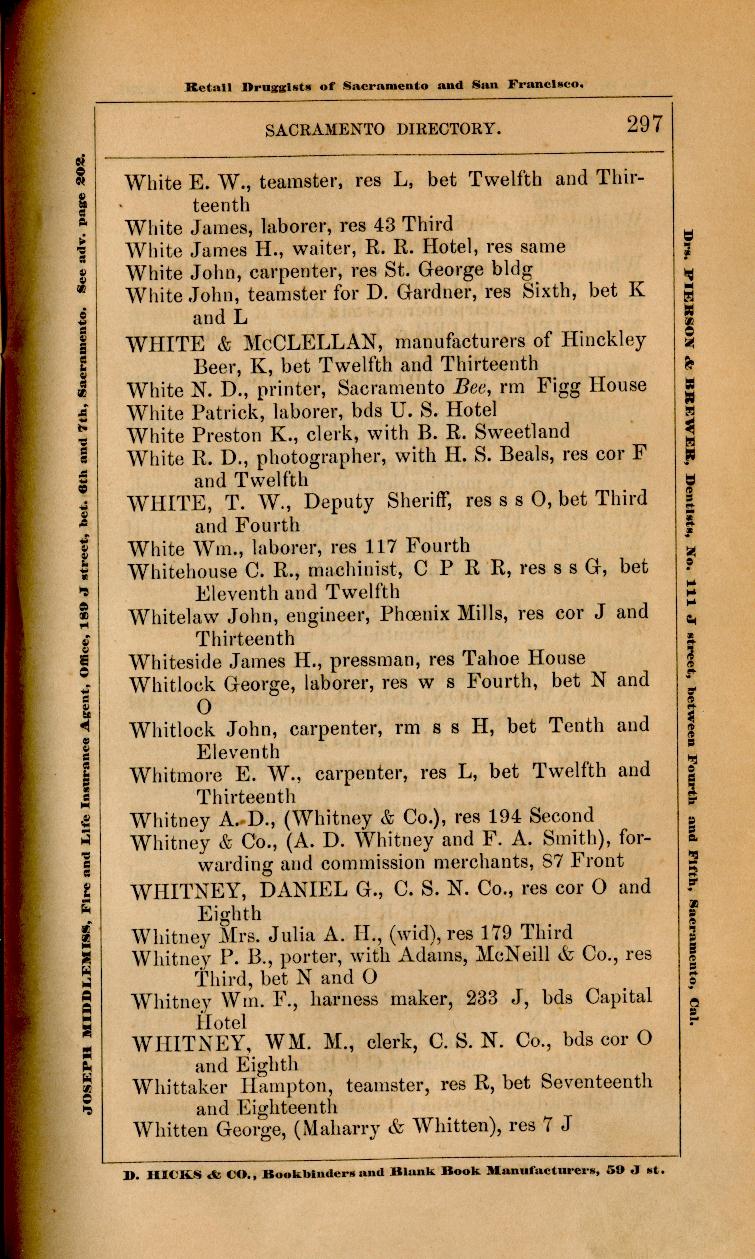 Retail Druggists of Sacramento and San Francisco.
SACRAMENTO DIRECTORY. 297
White E. W., teamster, res L, bet Twelfth and Thir-
teenth
White James, laborer, res 43 Third
White James H., waiter, R. R. Hotel, res same
White John, carpenter, res St. George bldg
White John, teamster for D. Gardner, res Sixth, bet K
and L
WHITE & McCLELLAN, manufacturers of Hinckley
Beer, K, bet Twelfth and Thirteenth
White N. D., printer, Sacramento Bee, rm Figg House
White Patrick, laborer, bds U. S. Hotel
White Preston K., clerk, with B. R. Sweetland
White R. D., photographer, with H. S. Beals, res cor F
and Twelfth
WHITE, T. W., Deputy Sheriff, res s s O, bet Third
and Fourth
White Wm., laborer, res 117 Fourth
Whitehouse C. R., machinist, C P R R, res s s G, bet
Eleventh and Twelfth
Whitelaw John, engineer, Phœnix Mills, res cor J and
Thirteenth
Whiteside James H., pressman, res Tahoe House
Whitlock George, laborer, res w s Fourth, bet N and
O
Whitlock John, carpenter, rm s s H, bet Tenth and
Eleventh
Whitmore E. W., carpenter, res L, bet Twelfth and
Thirteenth
Whitney A. D., (Whitney & Co.), res 194 Second
Whitney & Co., (A. D. Whitney and F. A. Smith), for-
warding and commission merchants, 87 Front
WHITNEY, DANIEL G., C. S. N. Co., res cor O and
Eighth
Whitney Mrs. Julia A. H., (wid), res 179 Third
Whitney P. B., porter, with Adams, McNeill & Co., res
Third, bet N and O
Whitney Wm. F., harness maker, 233 J, bds Capital
Hotel
WHITNEY, WM. M., clerk, C. S. N. Co., bds cor O
and Eighth
Whittaker Hampton, teamster, res R, bet Seventeenth
and Eighteenth
Whitten George, (Maharry & Whitten), res 7 J
D. HICKS & CO., Bookbinders and Blank Book Manufacturers, 59 J st.
JOSEPH MIDDLEMISS, Fire and Life Insurance Agent, Office, 189 J street, bet. 6th and 7th, Sacramento. See adv. page 202.
Drs. PIERSON & BREWER, Dentists, No. 111 J street, between Fourth and Fifth, Sacramento, Cal.